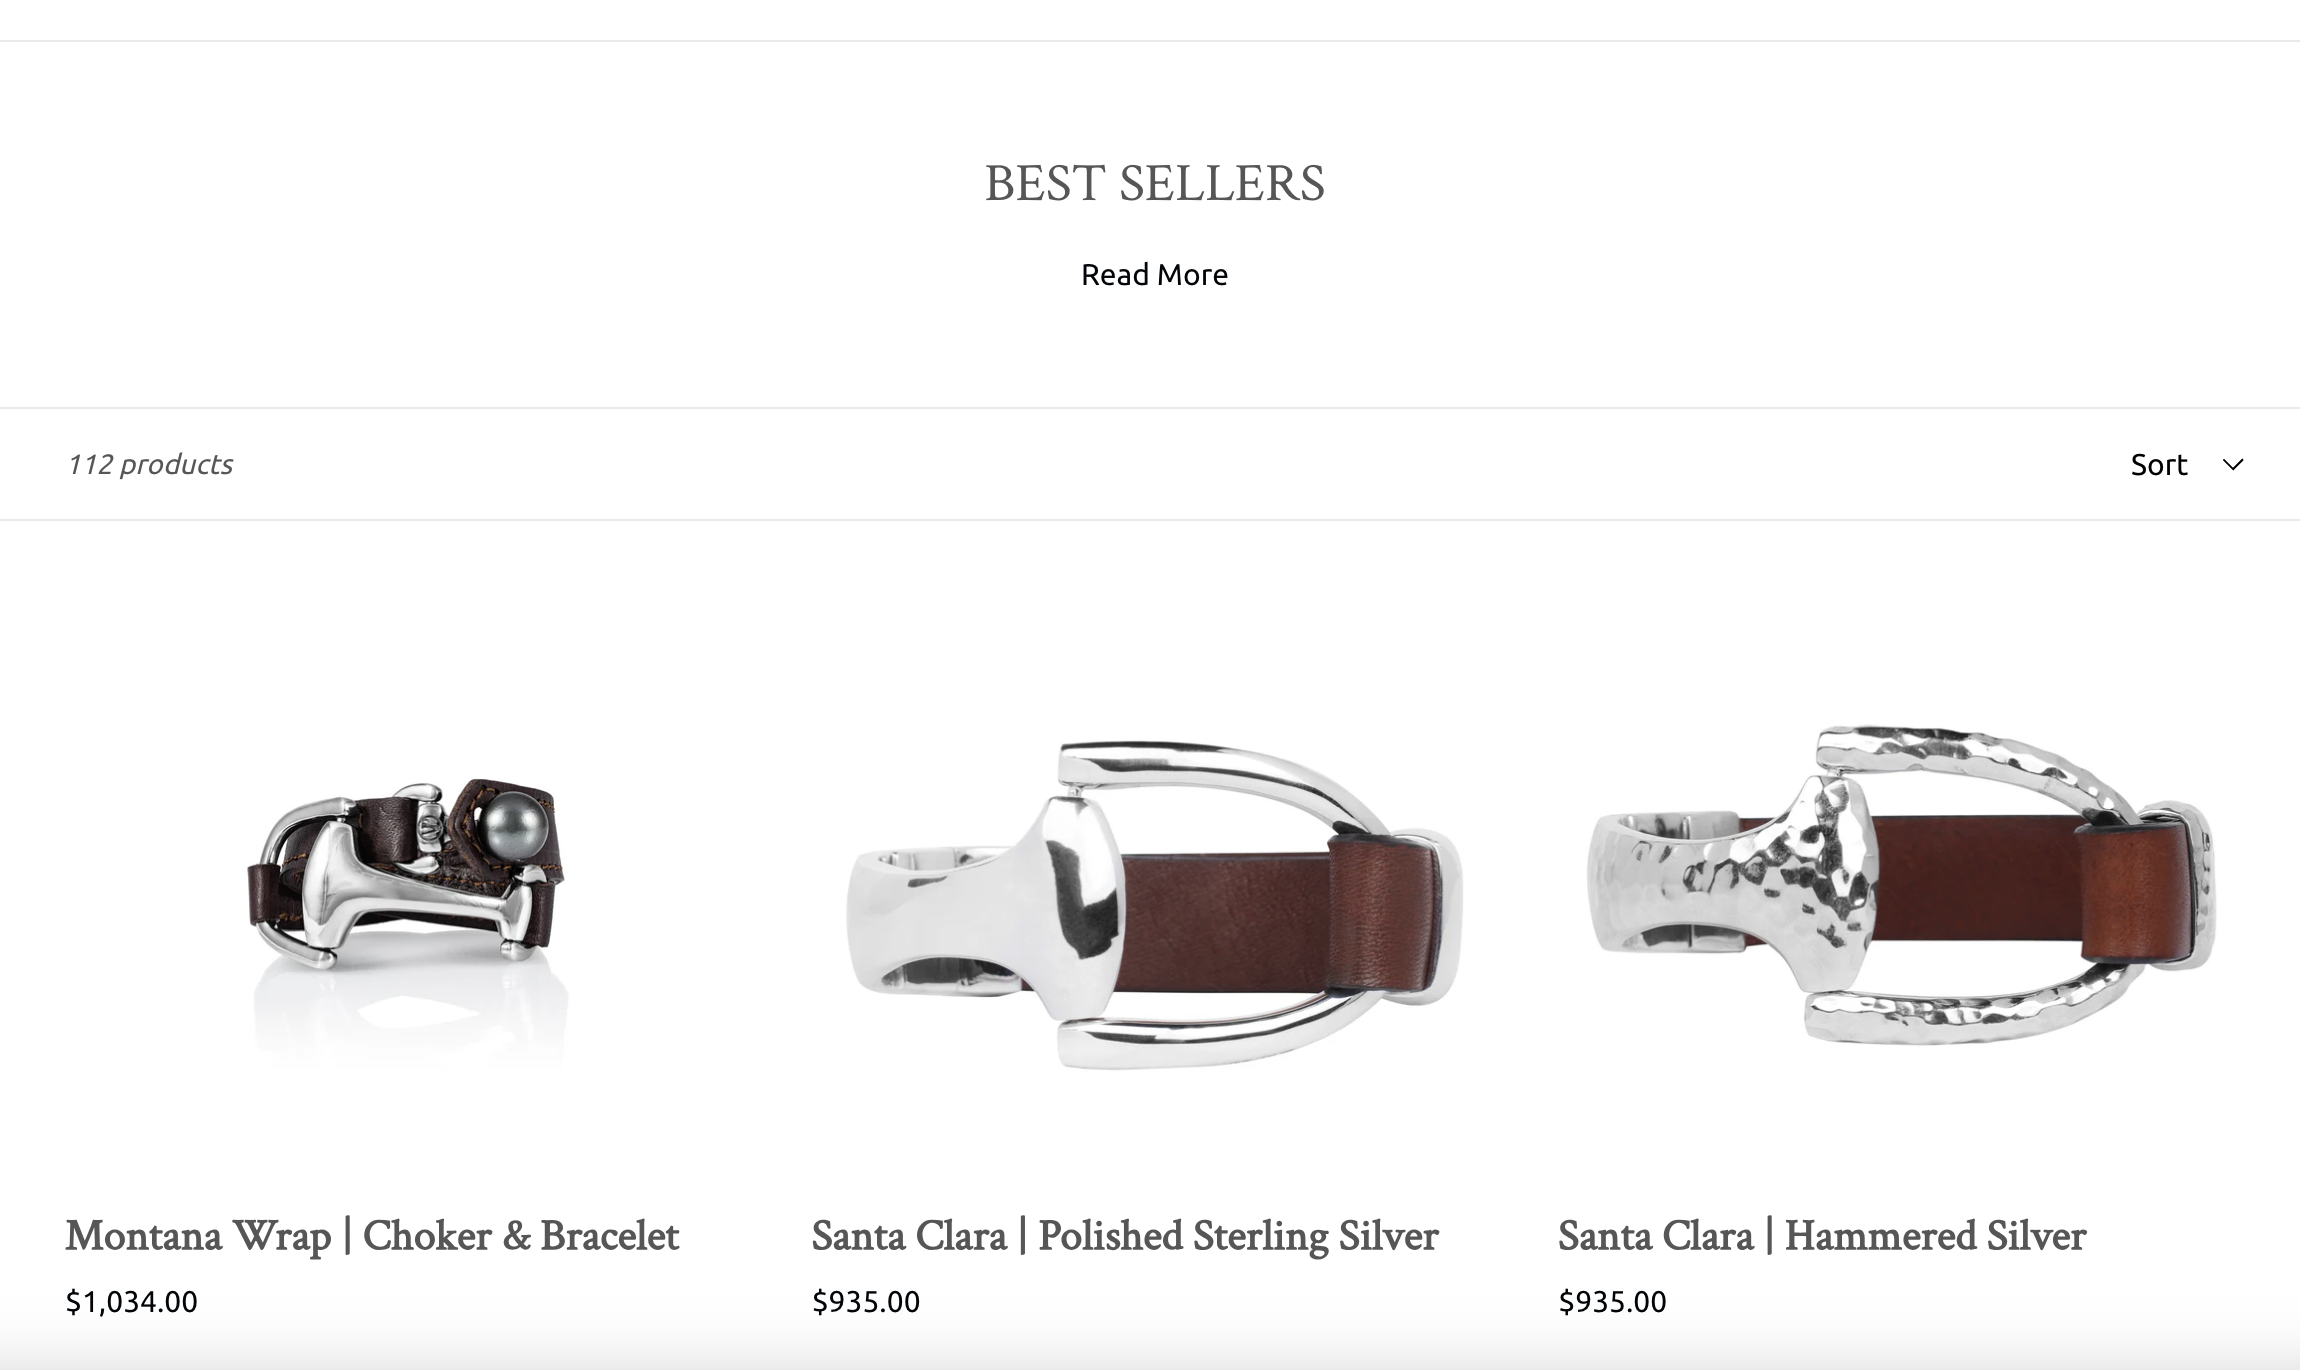 BEST SELLERS
Read More
112 products
Sort
Montana Wrap | Choker & Bracelet
$1,034.00
Santa Clara | Polished Sterling Silver
$935.00
Santa Clara | Hammered Silver
$935.00